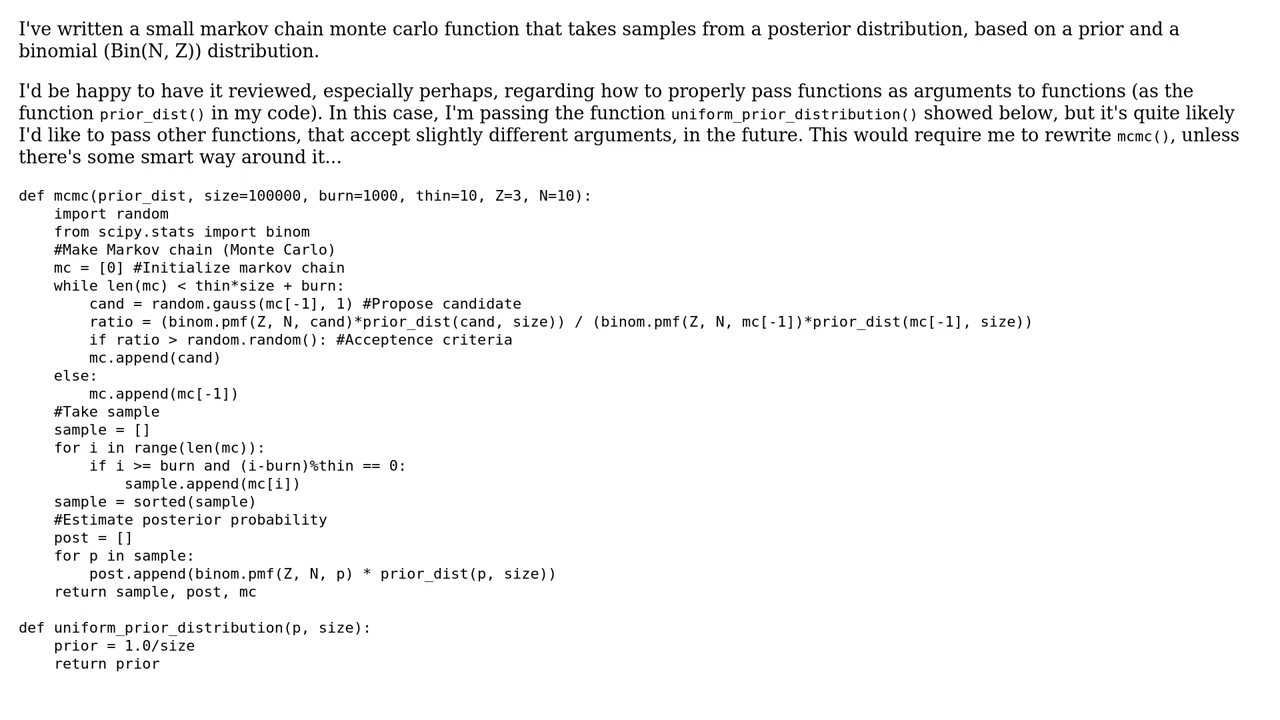 I've written a small markov chain monte carlo function that takes samples from a posterior distribution, based on a prior and a
binomial (Bin(N, Z)) distribution.
I'd be happy to have it reviewed, especially perhaps, regarding how to properly pass functions as arguments to functions (as the
function prior_dist() in my code). In this case, I'm passing the function uniform_prior_distribution() showed below, but it's quite likely
I'd like to pass other functions, that accept slightly different arguments, in the future. This would require me to rewrite mcmc(), unless
there's some smart way around it...
def mcmc(prior_dist, size=100000, burn=1000, thin=10, Z=3, N=10):
    import random
    from scipy.stats import binom
    #Make Markov chain (Monte Carlo)
    mc = [0] #Initialize markov chain
    while len(mc) < thin*size + burn:
        cand = random.gauss(mc[-1], 1) #Propose candidate
        ratio = (binom.pmf(Z, N, cand)*prior_dist(cand, size)) / (binom.pmf(Z, N, mc[-1])*prior_dist(mc[-1], size))
        if ratio > random.random(): #Acceptence criteria
        mc.append(cand)
    else:
        mc.append(mc[-1])
    #Take sample
    sample = []
    for i in range(len(mc)):
        if i >= burn and (i-burn)%thin == 0:
            sample.append(mc[i])
    sample = sorted(sample)
    #Estimate posterior probability
    post = []
    for p in sample:
        post.append(binom.pmf(Z, N, p) * prior_dist(p, size))
    return sample, post, mc
def uniform_prior_distribution(p, size):
    prior = 1.0/size
    return prior